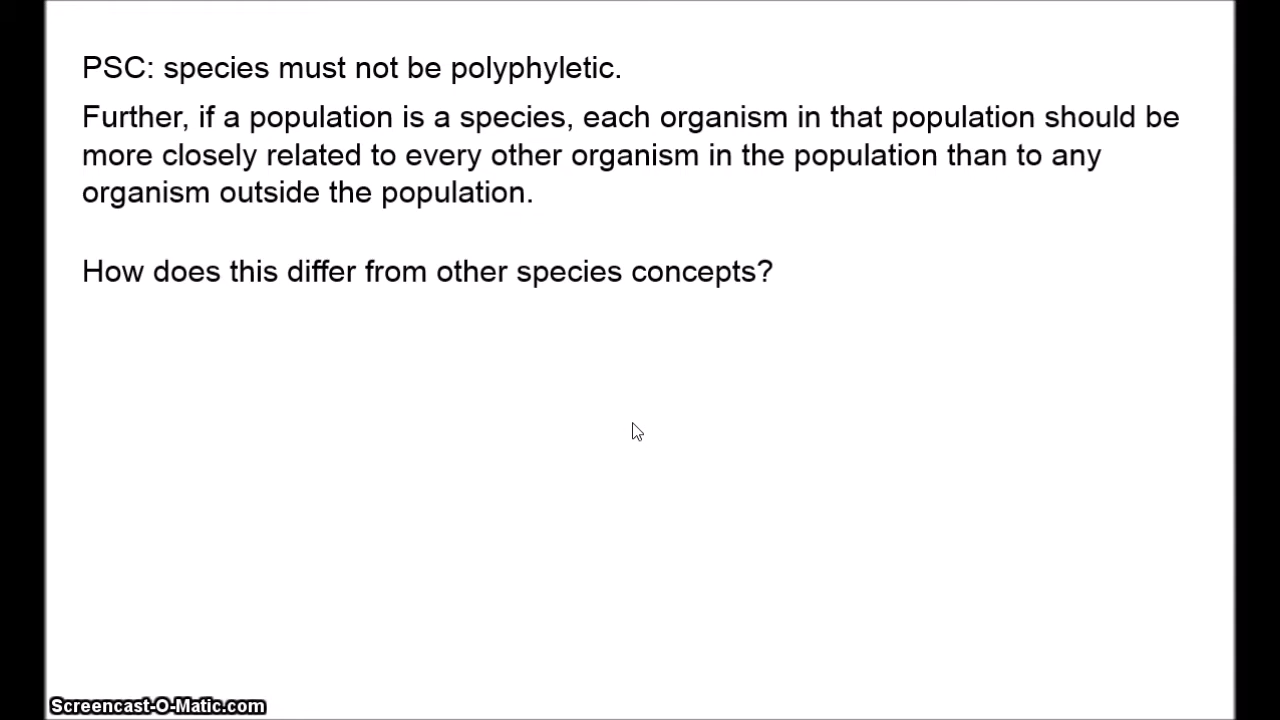 PSC: species must not be polyphyletic.
Further, if a population is a species, each organism in that population should be
more closely related to every other organism in the population than to any
organism outside the population.
How does this differ from other species concepts?
Screencast-O-Matic.com